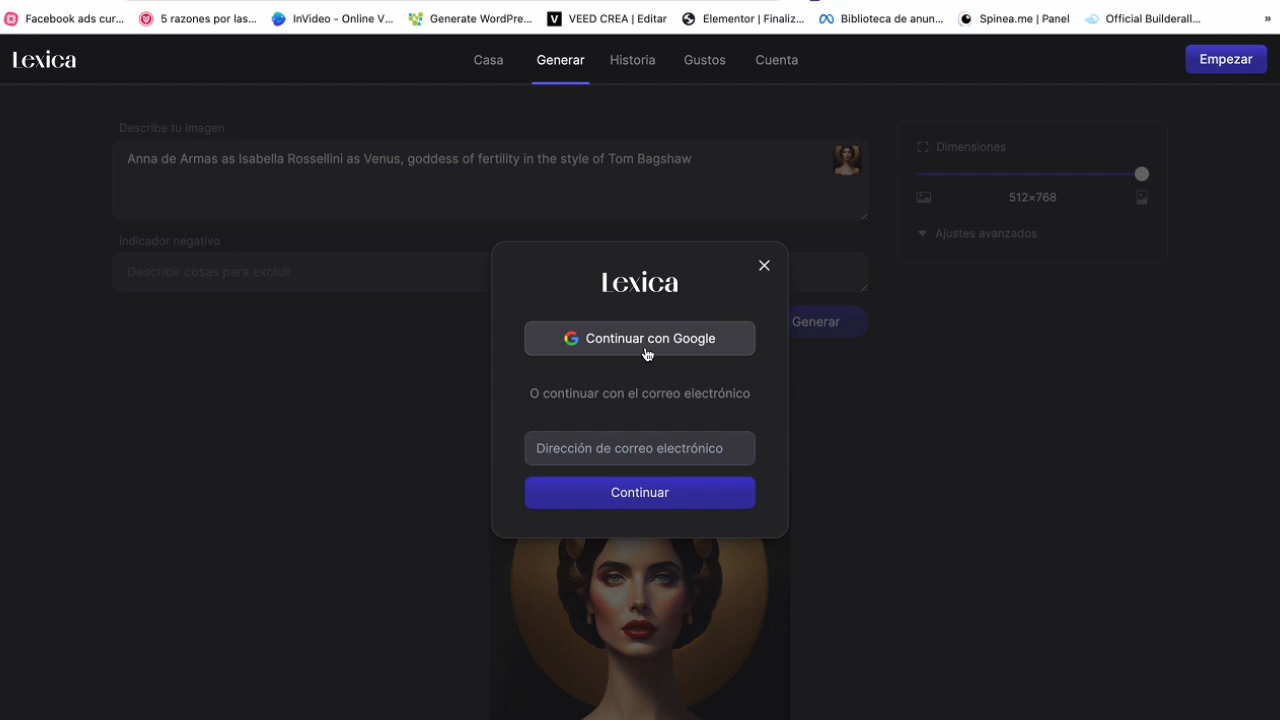 Facebook ads cur... 5 razones por las... InVideo - Online V... Generate WordPre... VEED CREA | Editar Elementor | Finaliz... Biblioteca de anun... Spinea.me | Panel Official Builderall... »
Lexica Casa Generar Historia Gustos Cuenta Empezar
Describe tu imagen
Anna de Armas as Isabella Rossellini as Venus, goddess of fertility in the style of Tom Bagshaw
Dimensiones
512×768
Ajustes avanzados
Indicador negativo
Describir cosas para excluir
Generar
Lexica
Continuar con Google
O continuar con el correo electrónico
Dirección de correo electrónico
Continuar